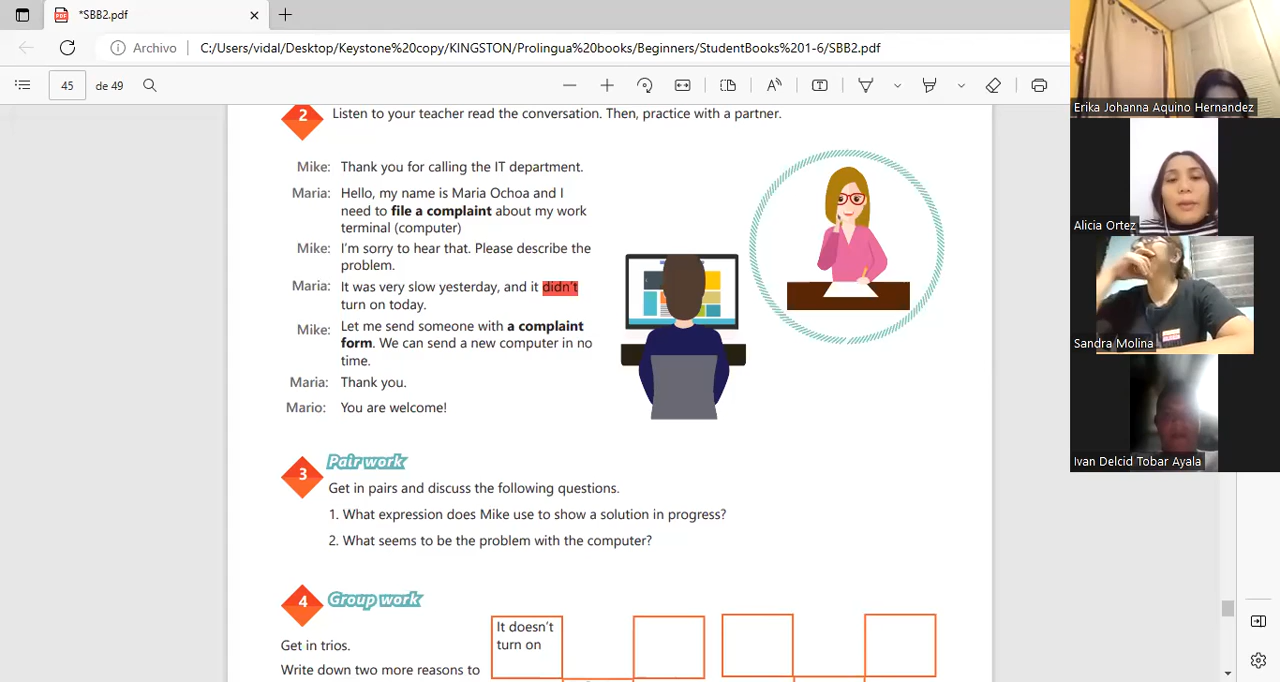 *SBB2.pdf
Archivo
C:/Users/vidal/Desktop/Keystone%20copy/KINGSTON/Prolingua%20books/Beginners/StudentBooks%201-6/SBB2.pdf
45 de 49
2 Listen to your teacher read the conversation. Then, practice with a partner.
Mike: Thank you for calling the IT department.
Maria: Hello, my name is Maria Ochoa and I
need to file a complaint about my work
terminal (computer)
Mike: I'm sorry to hear that. Please describe the
problem.
Maria: It was very slow yesterday, and it didn't
turn on today.
Mike: Let me send someone with a complaint
form. We can send a new computer in no
time.
Maria: Thank you.
Mario: You are welcome!
3 Pair work
Get in pairs and discuss the following questions.
1. What expression does Mike use to show a solution in progress?
2. What seems to be the problem with the computer?
4 Group work
Get in trios.
Write down two more reasons to
It doesn't
turn on
Erika Johanna Aquino Hernandez
Alicia Ortez
Sandra Molina
Ivan Delcid Tobar Ayala